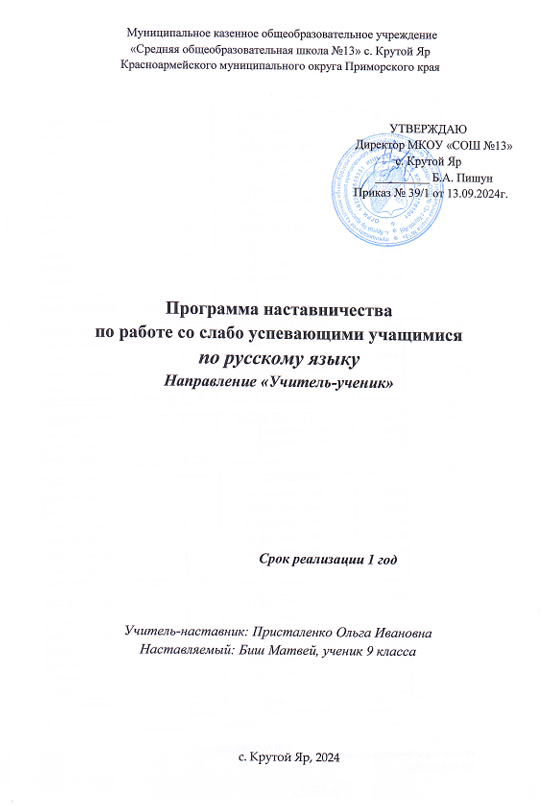 Муниципальное казенное общеобразовательное учреждение
«Средняя общеобразовательная школа №13» с. Крутой Яр
Красноармейского муниципального округа Приморского края
УТВЕРЖДАЮ
Директор МКОУ «СОШ №13»
с. Крутой Яр
Б.А. Пишун
Приказ № 39/1 от 13.09.2024г.
Программа наставничества
по работе со слабо успевающими учащимися
по русскому языку
Направление «Учитель-ученик»
Срок реализации 1 год
Учитель-наставник: Присталенко Ольга Ивановна
Наставляемый: Биш Матвей, ученик 9 класса
с. Крутой Яр, 2024